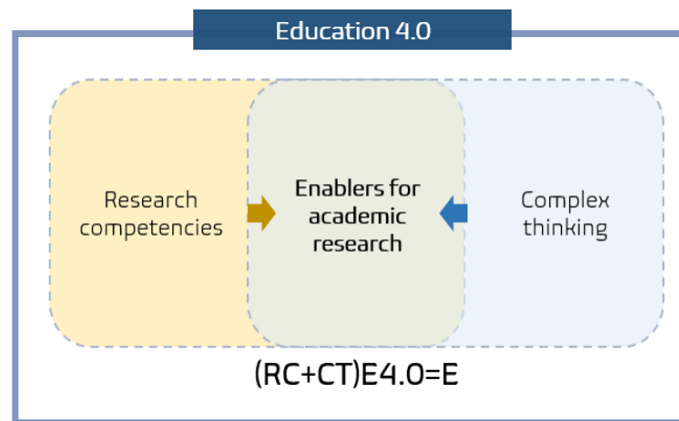 Education 4.0
Research
competencies
Enablers for
academic
research
Complex
thinking
(RC+CT)E4.0=E